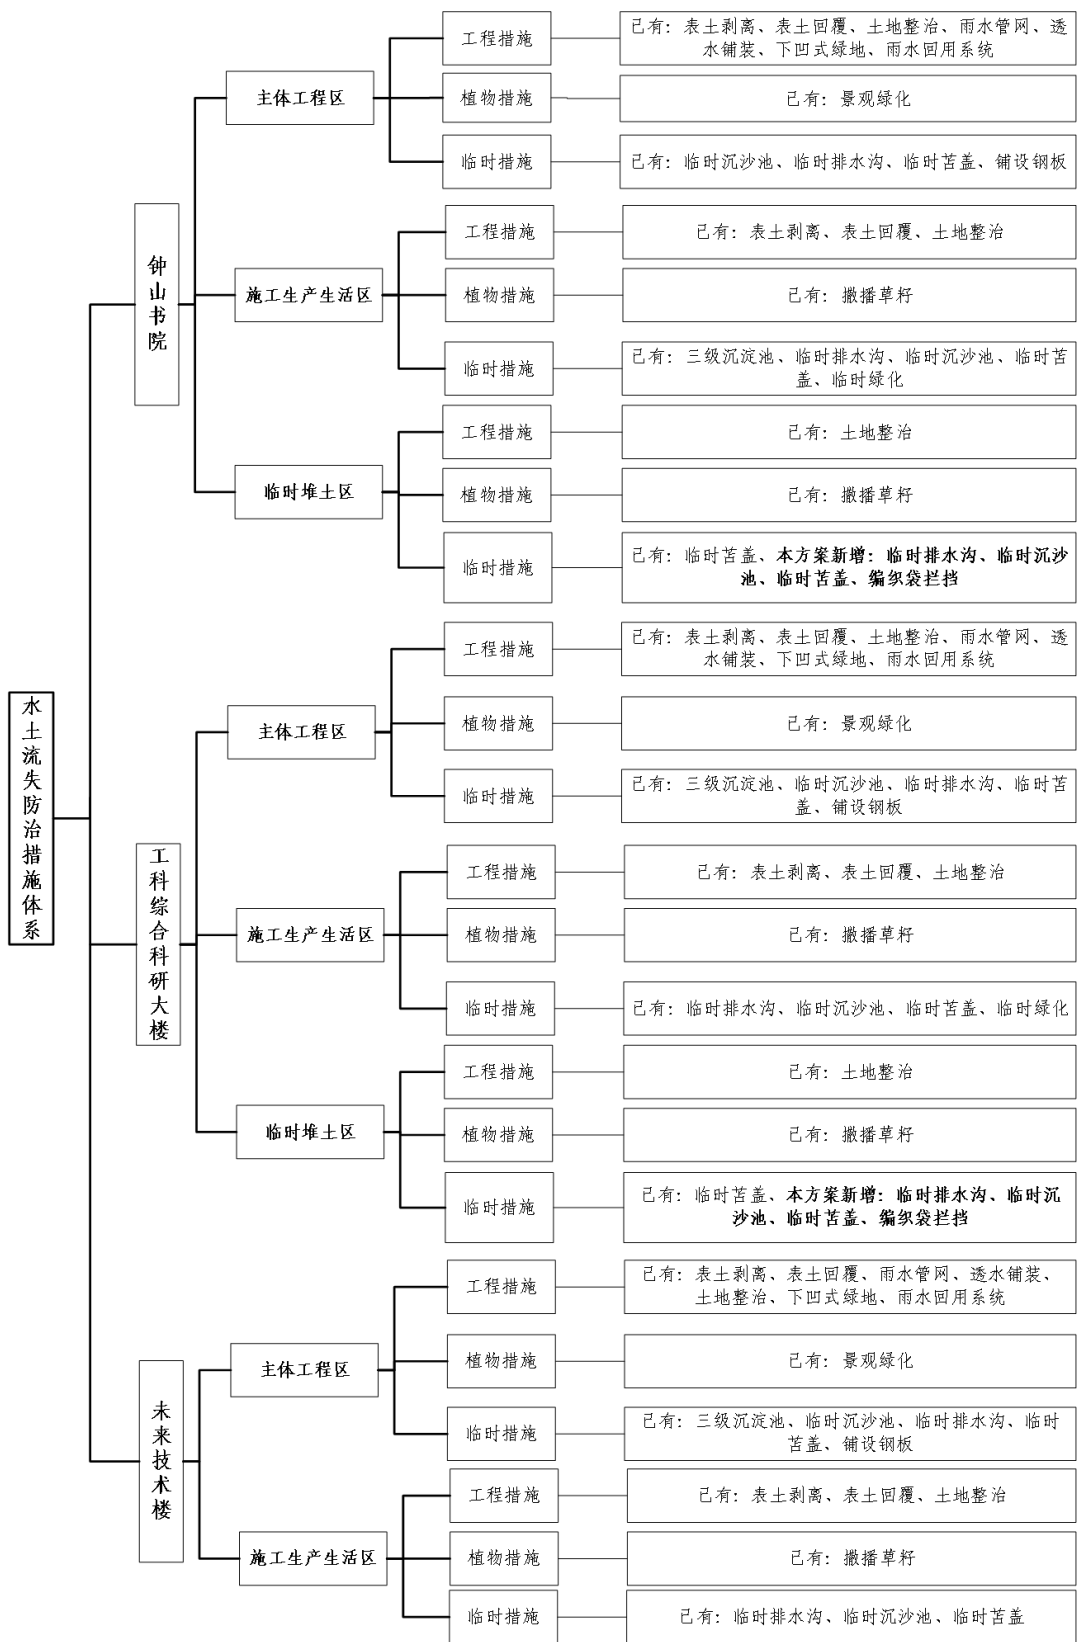 水土流失防治措施体系
钟山书院
主体工程区
工程措施
已有：表土剥离、表土回覆、土地整治、雨水管网、透
水铺装、下凹式绿地、雨水回用系统
植物措施
已有：景观绿化
临时措施
已有：临时沉沙池、临时排水沟、临时苫盖、铺设钢板
施工生产生活区
工程措施
已有：表土剥离、表土回覆、土地整治
植物措施
已有：撒播草籽
临时措施
已有：三级沉淀池、临时排水沟、临时沉沙池、临时苫
盖、临时绿化
临时堆土区
工程措施
已有：土地整治
植物措施
已有：撒播草籽
临时措施
已有：临时苫盖、本方案新增：临时排水沟、临时沉沙
池、临时苫盖、编织袋拦挡
工科综合科研大楼
主体工程区
工程措施
已有：表土剥离、表土回覆、土地整治、雨水管网、透
水铺装、下凹式绿地、雨水回用系统
植物措施
已有：景观绿化
临时措施
已有：三级沉淀池、临时沉沙池、临时排水沟、临时苫
盖、铺设钢板
施工生产生活区
工程措施
已有：表土剥离、表土回覆、土地整治
植物措施
已有：撒播草籽
临时措施
已有：临时排水沟、临时沉沙池、临时苫盖、临时绿化
临时堆土区
工程措施
已有：土地整治
植物措施
已有：撒播草籽
临时措施
已有：临时苫盖、本方案新增：临时排水沟、临时沉
沙池、临时苫盖、编织袋拦挡
未来技术楼
主体工程区
工程措施
已有：表土剥离、表土回覆、雨水管网、透水铺装、
土地整治、下凹式绿地、雨水回用系统
植物措施
已有：景观绿化
临时措施
已有：三级沉淀池、临时沉沙池、临时排水沟、临时
苫盖、铺设钢板
施工生产生活区
工程措施
已有：表土剥离、表土回覆、土地整治
植物措施
已有：撒播草籽
临时措施
已有：临时排水沟、临时沉沙池、临时苫盖